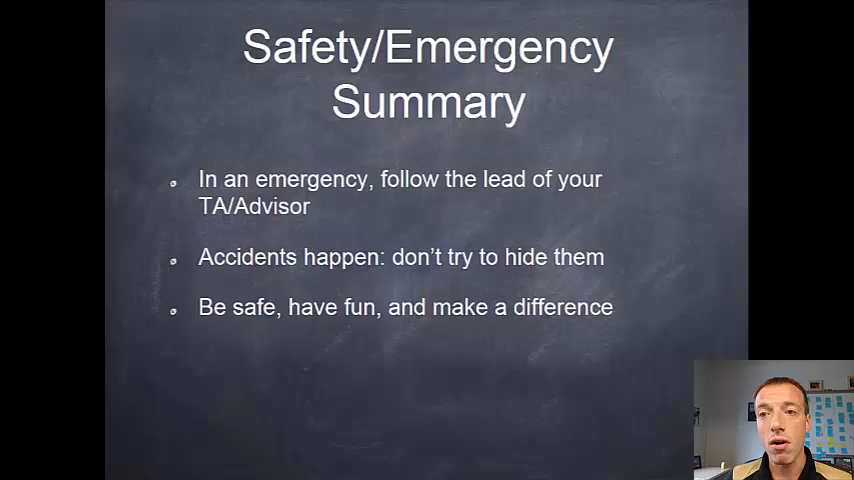 Safety/Emergency
Summary
In an emergency, follow the lead of your
TA/Advisor
Accidents happen: don't try to hide them
Be safe, have fun, and make a difference